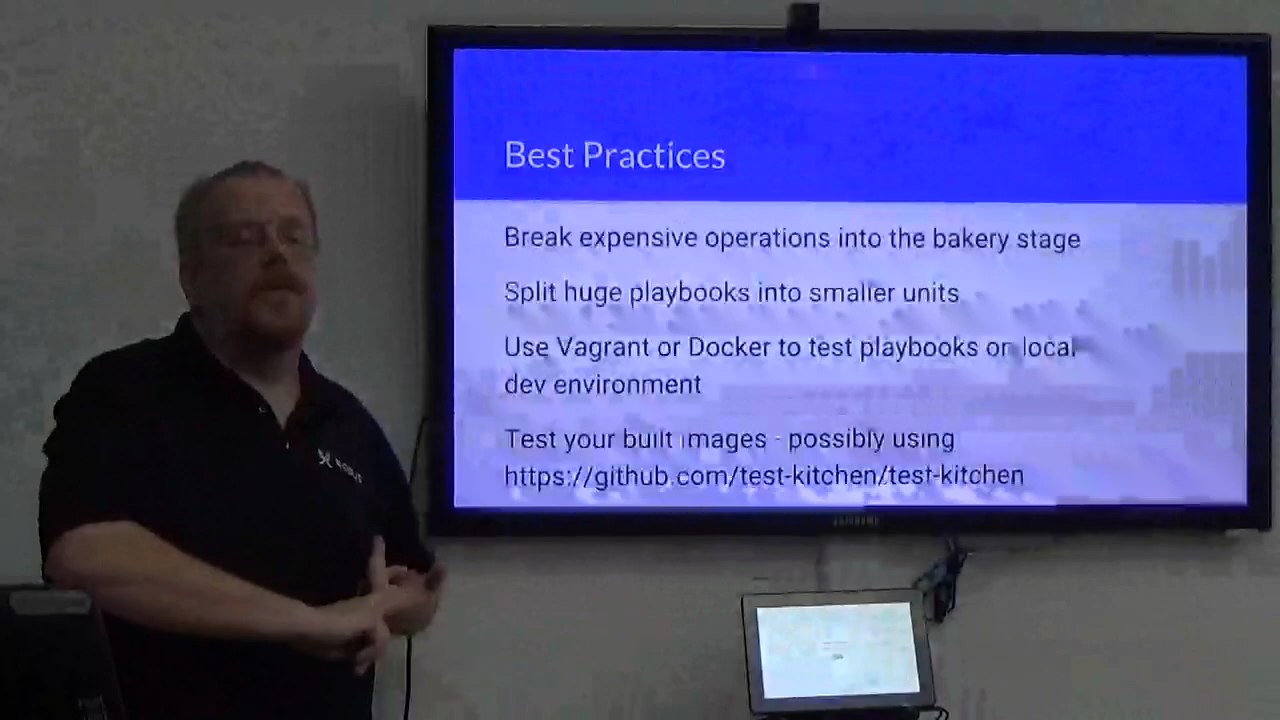 Best Practices
Break expensive operations into the bakery stage
Split huge playbooks into smaller units
Use Vagrant or Docker to test playbooks on local
dev environment
Test your built images - possibly using
https://github.com/test-kitchen/test-kitchen
SAMSUNG